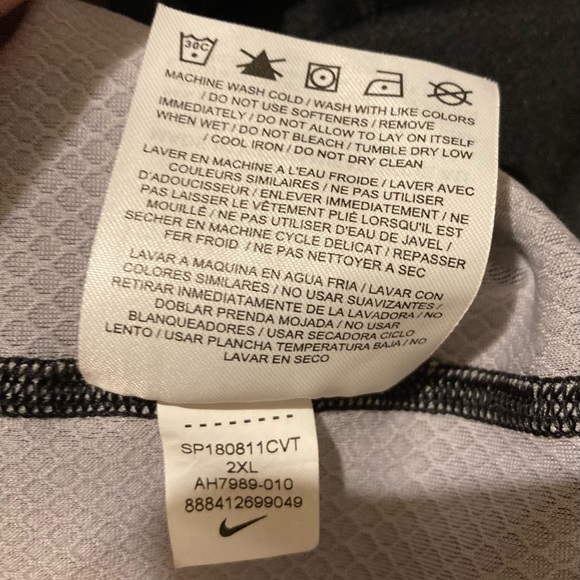 30C
MACHINE WASH COLD / WASH WITH LIKE COLORS
/ DO NOT USE SOFTENERS / REMOVE
IMMEDIATELY / DO NOT ALLOW TO LAY ON ITSELF
WHEN WET / DO NOT BLEACH / TUMBLE DRY LOW
/ COOL IRON / DO NOT DRY CLEAN
LAVER EN MACHINE A L'EAU FROIDE / LAVER AVEC
COULEURS SIMILAIRES / NE PAS UTILISER
D'ADOUCISSEUR / ENLEVER IMMEDIATEMENT / NE
PAS LAISSER LE VÊTEMENT PLIÉ LORSQU'IL EST
MOUILLÉ / NE PAS UTILISER D'EAU DE JAVEL /
SECHER EN MACHINE CYCLE DELICAT / REPASSER
FER FROID / NE PAS NETTOYER A SEC
LAVAR A MAQUINA EN AGUA FRIA / LAVAR CON
COLORES SIMILARES / NO USAR SUAVIZANTES /
RETIRAR INMEDIATAMENTE DE LA LAVADORA / NO
DOBLAR PRENDA MOJADA / NO USAR
BLANQUEADORES / USAR SECADORA CICLO
LENTO / USAR PLANCHA TEMPERATURA BAJA / NO
LAVAR EN SECO
SP180811CVT
2XL
AH7989-010
888412699049